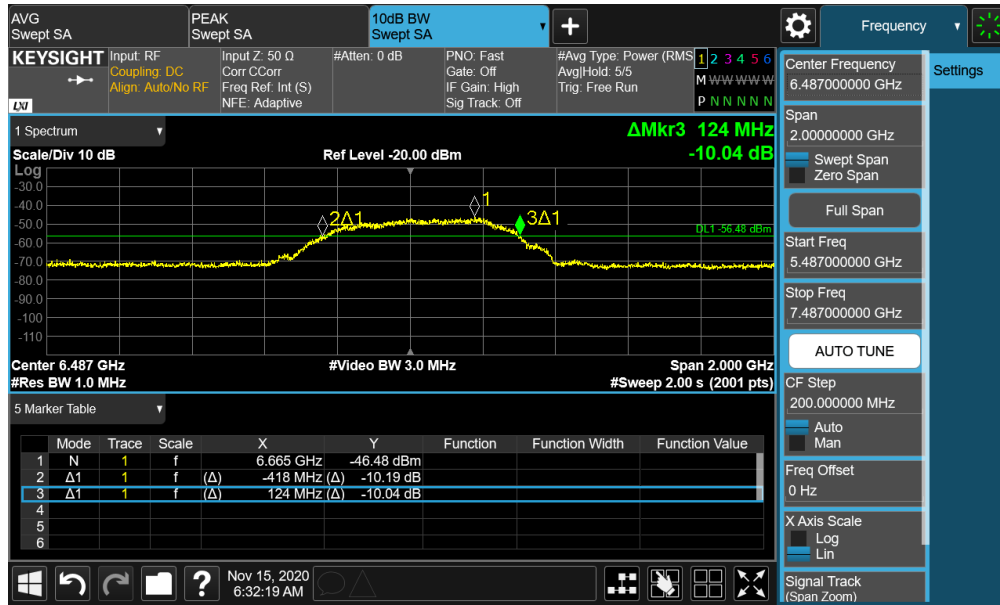 AVG
Swept SA
PEAK
Swept SA
10dB BW
Swept SA
Frequency
KEYSIGHT
LXI
Input: RF
Coupling: DC
Align: Auto/No RF
Input Z: 50 Ω
Corr CCorr
Freq Ref: Int (S)
NFE: Adaptive
#Atten: 0 dB
PNO: Fast
Gate: Off
IF Gain: High
Sig Track: Off
#Avg Type: Power (RMS
Avg|Hold: 5/5
Trig: Free Run
1 2 3 4 5 6
M W W W W W
P N N N N N
1 Spectrum
ΔMkr3 124 MHz
-10.04 dB
Scale/Div 10 dB
Ref Level -20.00 dBm
Log
-30.0
-40.0
-50.0
-60.0
-70.0
-80.0
-90.0
-100
-110
2Δ1
1
3Δ1
DL1 -56.48 dBm
Center 6.487 GHz
#Video BW 3.0 MHz
Span 2.000 GHz
#Res BW 1.0 MHz
#Sweep 2.00 s (2001 pts)
5 Marker Table
Mode Trace Scale X Y Function Function Width Function Value
1 N 1 f 6.665 GHz -46.48 dBm
2 Δ1 1 f (Δ) -418 MHz (Δ) -10.19 dB
3 Δ1 1 f (Δ) 124 MHz (Δ) -10.04 dB
4
5
6
?
Nov 15, 2020
6:32:19 AM
Center Frequency
6.487000000 GHz
Span
2.00000000 GHz
Swept Span
Zero Span
Full Span
Start Freq
5.487000000 GHz
Stop Freq
7.487000000 GHz
AUTO TUNE
CF Step
200.000000 MHz
Auto
Man
Freq Offset
0 Hz
X Axis Scale
Log
Lin
Signal Track
(Span Zoom)
Settings